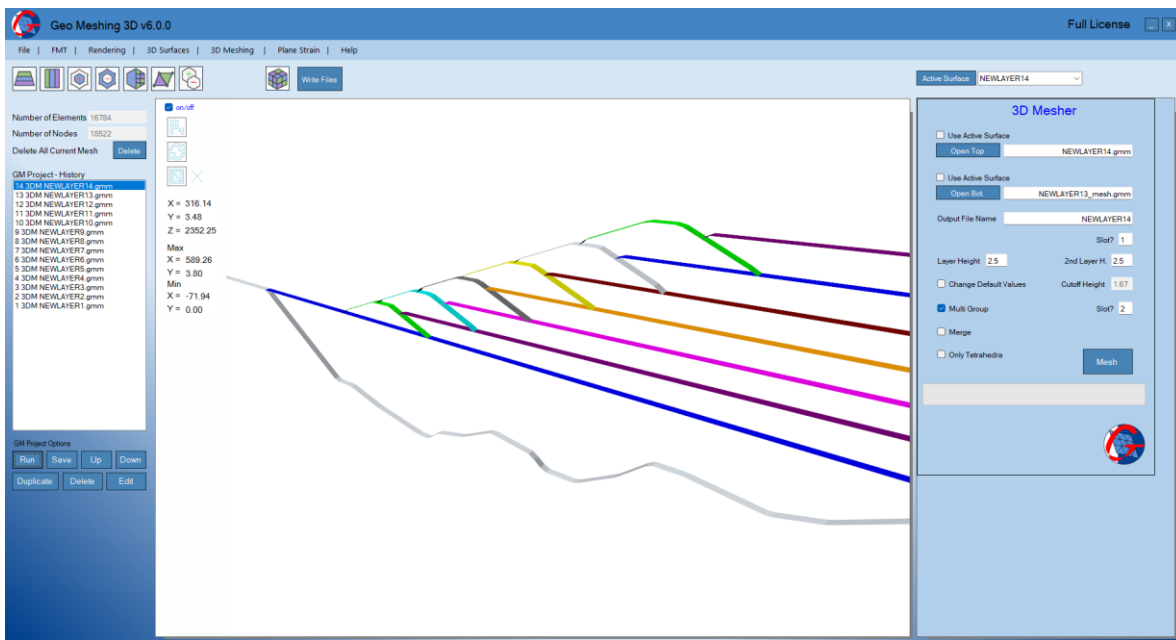 Geo Meshing 3D v6.0.0
Full License
_ X
File | FMT | Rendering | 3D Surfaces | 3D Meshing | Plane Strain | Help
Write Files
Active Surface NEWLAYER14
Number of Elements 16784
Number of Nodes 18522
Delete All Current Mesh Delete
GM Project - History
14 3DM NEWLAYER14.gmm
13 3DM NEWLAYER13.gmm
12 3DM NEWLAYER12.gmm
11 3DM NEWLAYER11.gmm
10 3DM NEWLAYER10.gmm
9 3DM NEWLAYER9.gmm
8 3DM NEWLAYER8.gmm
7 3DM NEWLAYER7.gmm
6 3DM NEWLAYER6.gmm
5 3DM NEWLAYER5.gmm
4 3DM NEWLAYER4.gmm
3 3DM NEWLAYER3.gmm
2 3DM NEWLAYER2.gmm
1 3DM NEWLAYER1.gmm
GM Project Options
Run Save Up Down
Duplicate Delete Edit
on/off
X = 316.14
Y = 3.48
Z = 2352.25
Max
X = 589.26
Y = 3.80
Min
X = -71.94
Y = 0.00
3D Mesher
Use Active Surface
Open Top NEWLAYER14.gmm
Use Active Surface
Open Bot. NEWLAYER13_mesh.gmm
Output File Name NEWLAYER14
Slot? 1
Layer Height 2.5 2nd Layer H. 2.5
Change Default Values Cutoff Height 1.67
Multi Group Slot? 2
Merge
Only Tetrahedra
Mesh